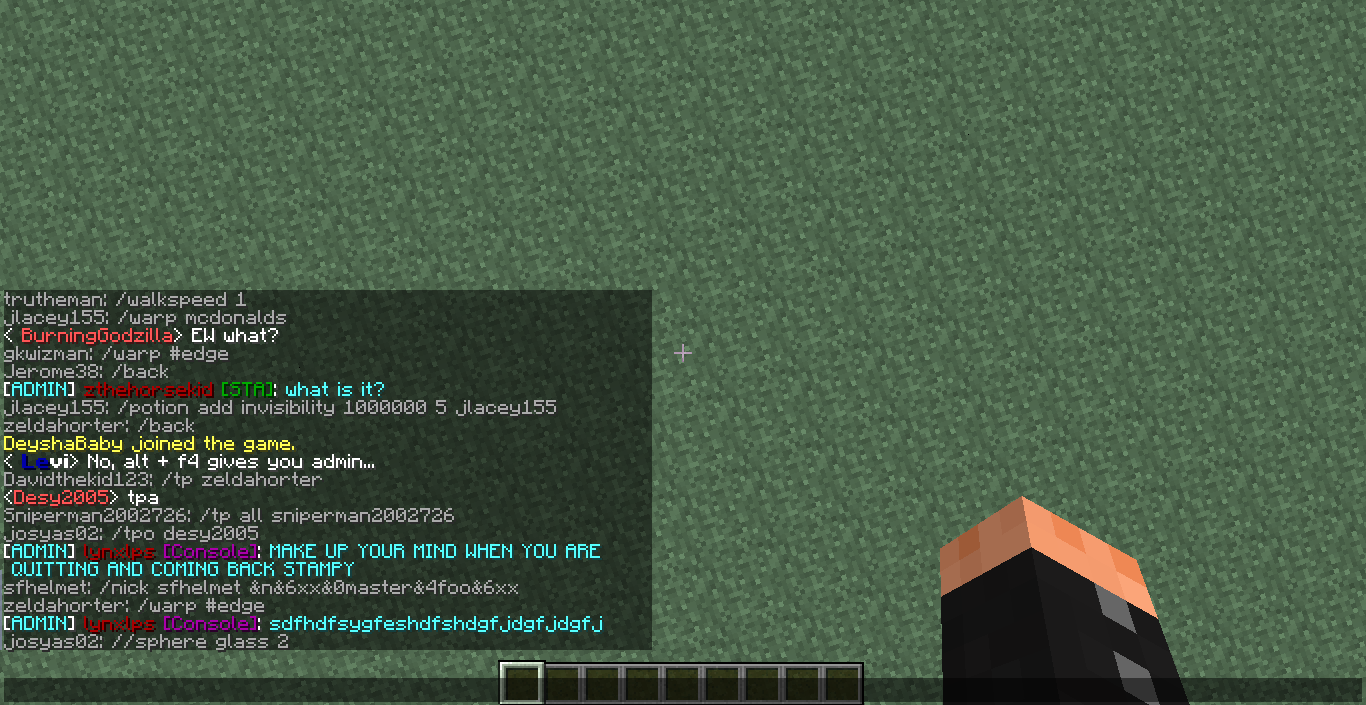 trutheman: /walkspeed 1
jlacey155: /warp mcdonalds
< BurningGodzilla> EW what?
gkwizman: /warp #edge
Jerome38: /back
[ADMIN] zthehorsekid [STA]: what is it?
jlacey155: /potion add invisibility 1000000 5 jlacey155
zeldahorter: /back
DeyshaBaby joined the game.
< Levi> No, alt + f4 gives you admin...
Davidthekid123: /tp zeldahorter
<Desy2005> tpa
Sniperman2002726: /tp all sniperman2002726
josyas02: /tpo desy2005
[ADMIN] lynxlps [Console]: MAKE UP YOUR MIND WHEN YOU ARE
QUITTING AND COMING BACK STAMPY
sfhelmet: /nick sfhelmet &n&6xx&0master&4foo&6xx
zeldahorter: /warp #edge
[ADMIN] lynxlps [Console]: sdfhdfsygfeshdfshdgfjdgfjdgfj
josyas02: //sphere glass 2